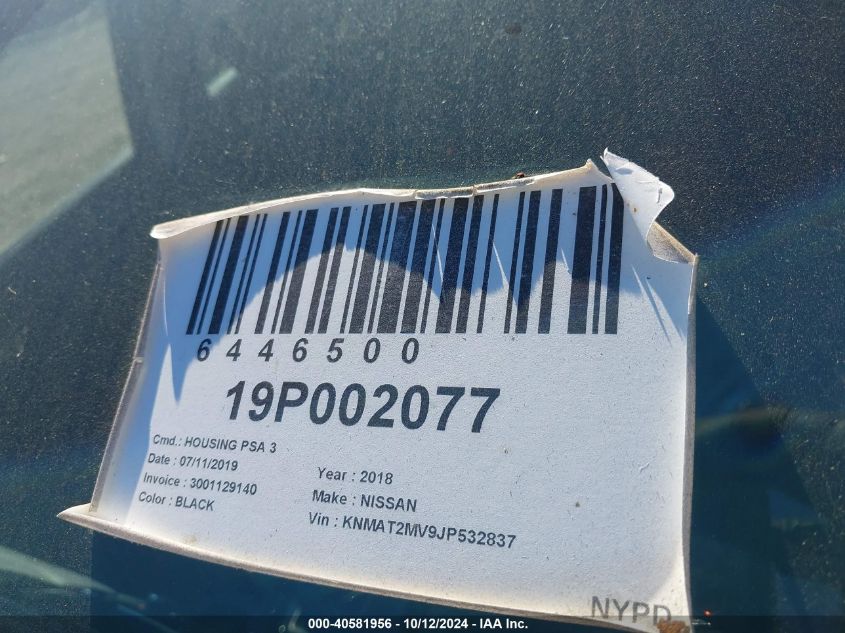 6446500
19P002077
Cmd.: HOUSING PSA 3
Date : 07/11/2019
Invoice : 3001129140
Color : BLACK
Year : 2018
Make : NISSAN
Vin : KNMAT2MV9JP532837
NYPD
000-40581956 - 10/12/2024 - IAA Inc.